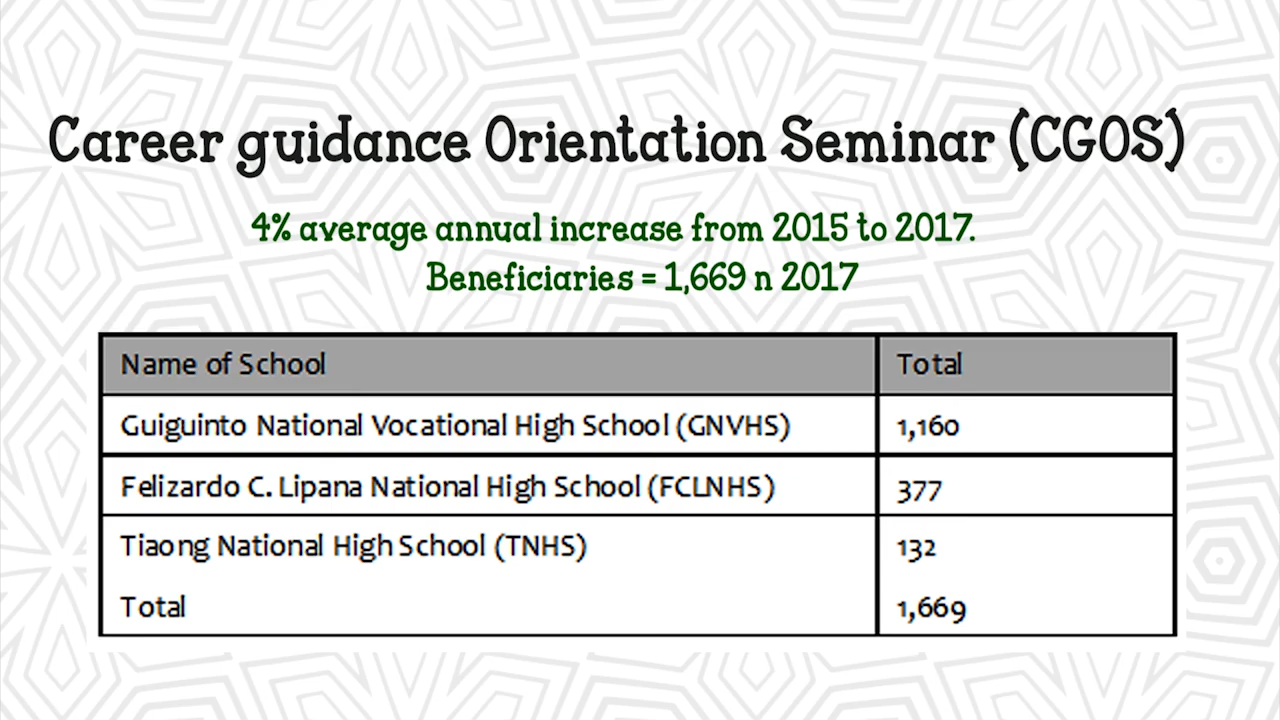 Career guidance Orientation Seminar (CGOS)
4% average annual increase from 2015 to 2017.
Beneficiaries = 1,669 n 2017
Name of School Total
Guiguinto National Vocational High School (GNVHS) 1,160
Felizardo C. Lipana National High School (FCLNHS) 377
Tiaong National High School (TNHS) 132
Total 1,669